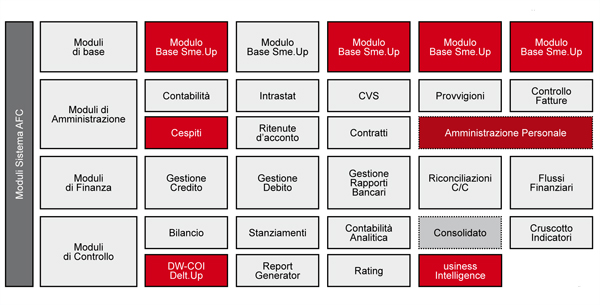 Moduli Sistema AFC
Moduli
di base
Modulo
Base Sme.Up
Modulo
Base Sme.Up
Modulo
Base Sme.Up
Modulo
Base Sme.Up
Modulo
Base Sme.Up
Moduli di
Amministrazione
Contabilità
Intrastat
CVS
Provvigioni
Controllo
Fatture
Cespiti
Ritenute
d'acconto
Contratti
Amministrazione Personale
Moduli
di Finanza
Gestione
Credito
Gestione
Debito
Gestione
Rapporti
Bancari
Riconciliazioni
C/C
Flussi
Finanziari
Moduli
di Controllo
Bilancio
Stanziamenti
Contabilità
Analitica
Consolidato
Cruscotto
Indicatori
DW-COI
Delt.Up
Report
Generator
Rating
usiness
Intelligence